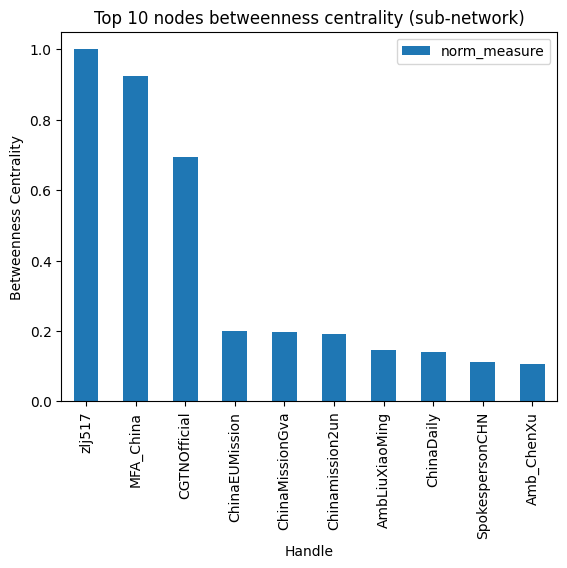 Top 10 nodes betweenness centrality (sub-network)
norm_measure
Betweenness Centrality
1.0
0.8
0.6
0.4
0.2
0.0
zlj517
MFA_China
CGTNOfficial
ChinaEUMission
ChinaMissionGva
Chinamission2un
AmbLiuXiaoMing
ChinaDaily
SpokespersonCHN
Amb_ChenXu
Handle